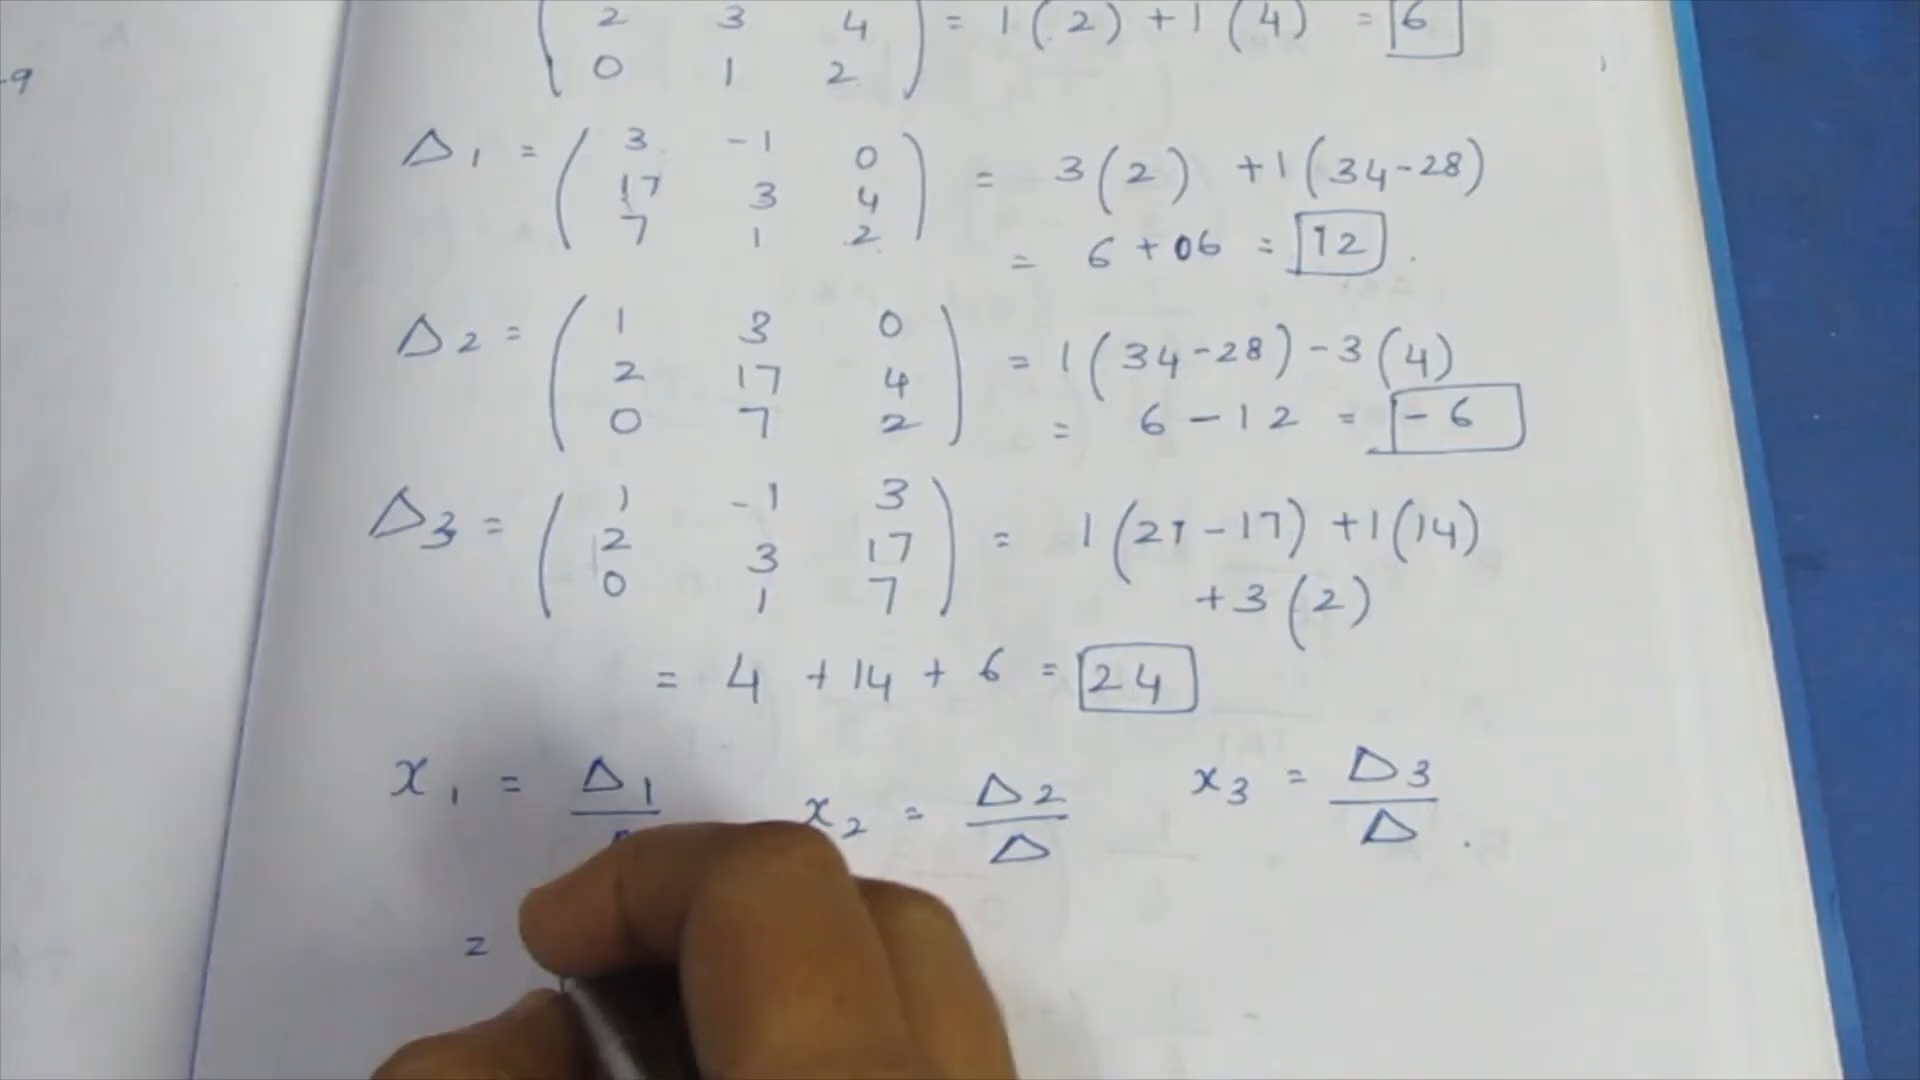 -9
2 3 4 = 1(2) + 1(4) = 6
0 1 2
Δ1 = ( 3 -1 0 ) = 3(2) +1(34-28)
17 3 4
7 1 2
= 6 + 06 = 12
Δ2 = ( 1 3 0 ) = 1(34-28) -3(4)
2 17 4
0 7 2
= 6 - 12 = -6
Δ3 = ( 1 -1 3 ) = 1(21-17) +1(14)
2 3 17
0 1 7
+3(2)
= 4 + 14 + 6 = 24
x1 = Δ1 x2 = Δ2/Δ x3 = Δ3/Δ .
=